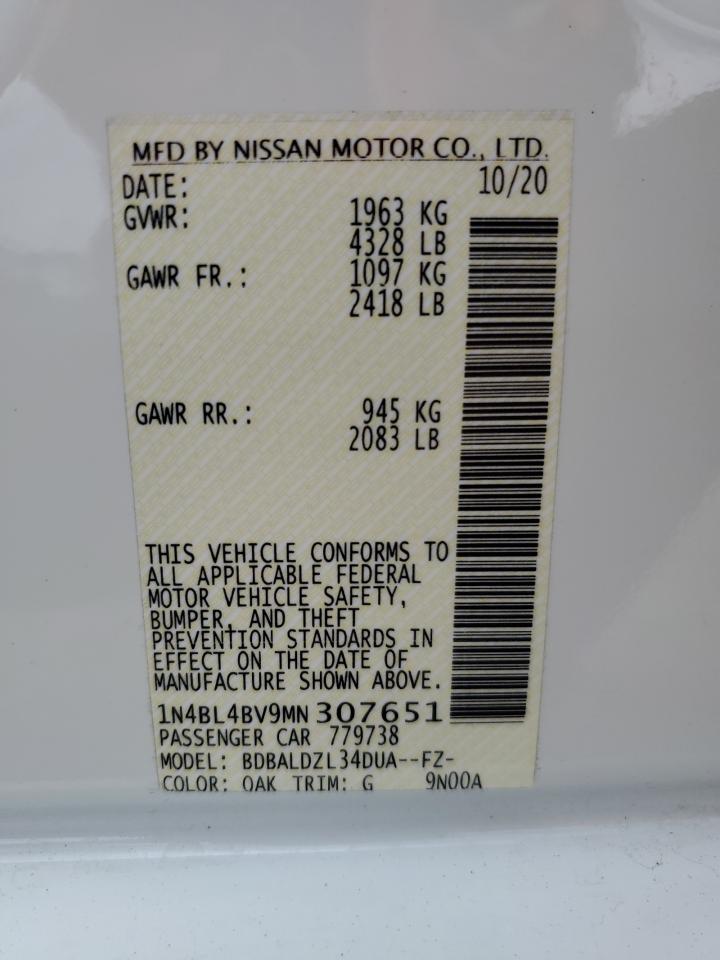 MFD BY NISSAN MOTOR CO., LTD.
DATE: 10/20
GVWR: 1963 KG
4328 LB
GAWR FR.: 1097 KG
2418 LB
GAWR RR.: 945 KG
2083 LB
THIS VEHICLE CONFORMS TO
ALL APPLICABLE FEDERAL
MOTOR VEHICLE SAFETY,
BUMPER, AND THEFT
PREVENTION STANDARDS IN
EFFECT ON THE DATE OF
MANUFACTURE SHOWN ABOVE.
1N4BL4BV9MN307651
PASSENGER CAR 779738
MODEL: BDBALDZL34DUA--FZ-
COLOR: QAK TRIM: G 9N00A